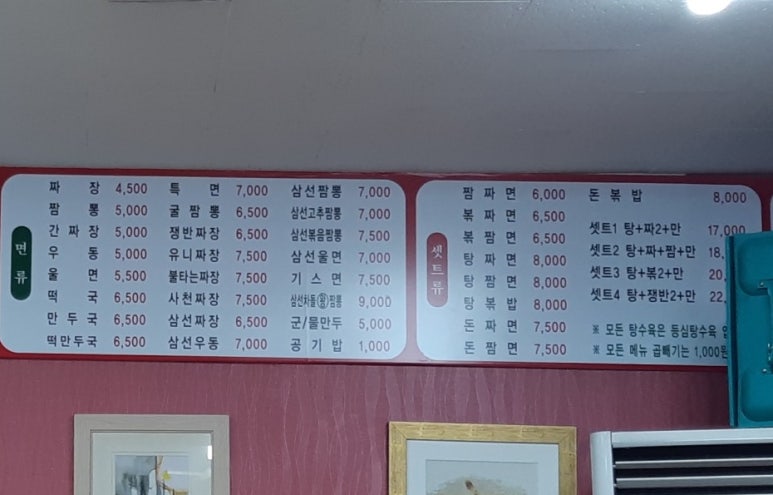 면류
짜 장 4,500
짬 뽕 5,000
간 짜 장 5,000
우 동 5,000
울 면 5,500
떡 국 6,500
만 두 국 6,500
떡만두국 6,500
특 면 7,000
굴 짬 뽕 6,500
쟁반짜장 6,500
유니짜장 7,500
불타는짜장 7,500
사천짜장 7,500
삼선짜장 6,500
삼선우동 7,000
삼선짬뽕 7,000
삼선고추짬뽕 7,000
삼선볶음짬뽕 7,500
삼선울면 7,000
기 스 면 7,500
삼선차돌 짬뽕 9,000
군/물만두 5,000
공 기 밥 1,000
셋트류
짬 짜 면 6,000
볶 짜 면 6,500
볶 짬 면 6,500
탕 짜 면 8,000
탕 짬 면 8,000
탕 볶 밥 8,000
돈 짜 면 7,500
돈 짬 면 7,500
돈 볶 밥 8,000
셋트1 탕+짜2+만 17,000
셋트2 탕+짜+짬+만 18,
셋트3 탕+볶2+만 20,
셋트4 탕+쟁반2+만 22,
※ 모든 탕수육은 등심탕수육
※ 모든 메뉴 곱빼기는 1,000원